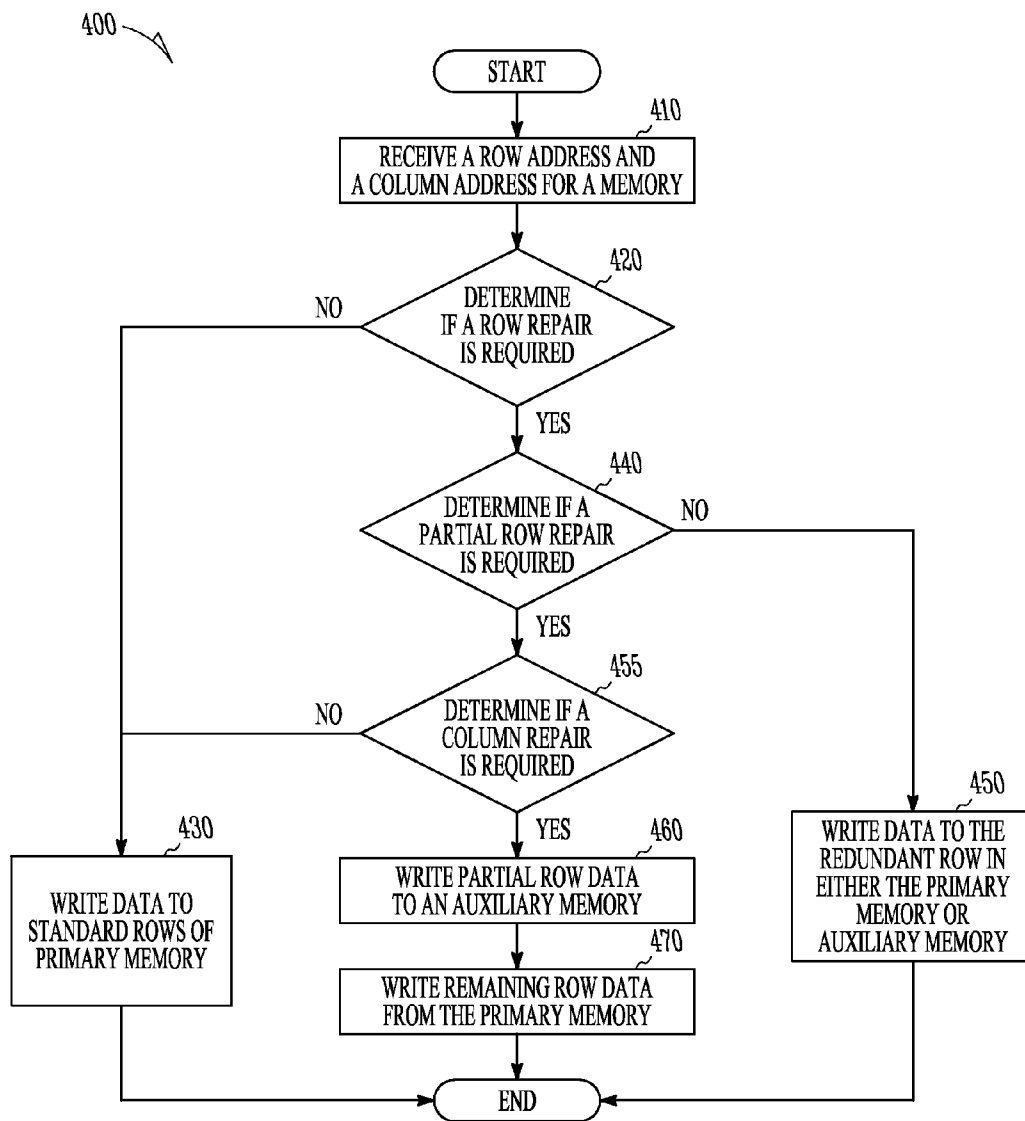 400
START
410
RECEIVE A ROW ADDRESS AND
A COLUMN ADDRESS FOR A MEMORY
420
NO
DETERMINE
IF A ROW REPAIR
IS REQUIRED
YES
440
DETERMINE IF A
PARTIAL ROW REPAIR
IS REQUIRED
NO
YES
455
NO
DETERMINE IF A
COLUMN REPAIR
IS REQUIRED
YES
430
WRITE DATA TO
STANDARD ROWS OF
PRIMARY MEMORY
460
WRITE PARTIAL ROW DATA
TO AN AUXILIARY MEMORY
470
WRITE REMAINING ROW DATA
FROM THE PRIMARY MEMORY
450
WRITE DATA TO THE
REDUNDANT ROW IN
EITHER THE PRIMARY
MEMORY OR
AUXILIARY MEMORY
END